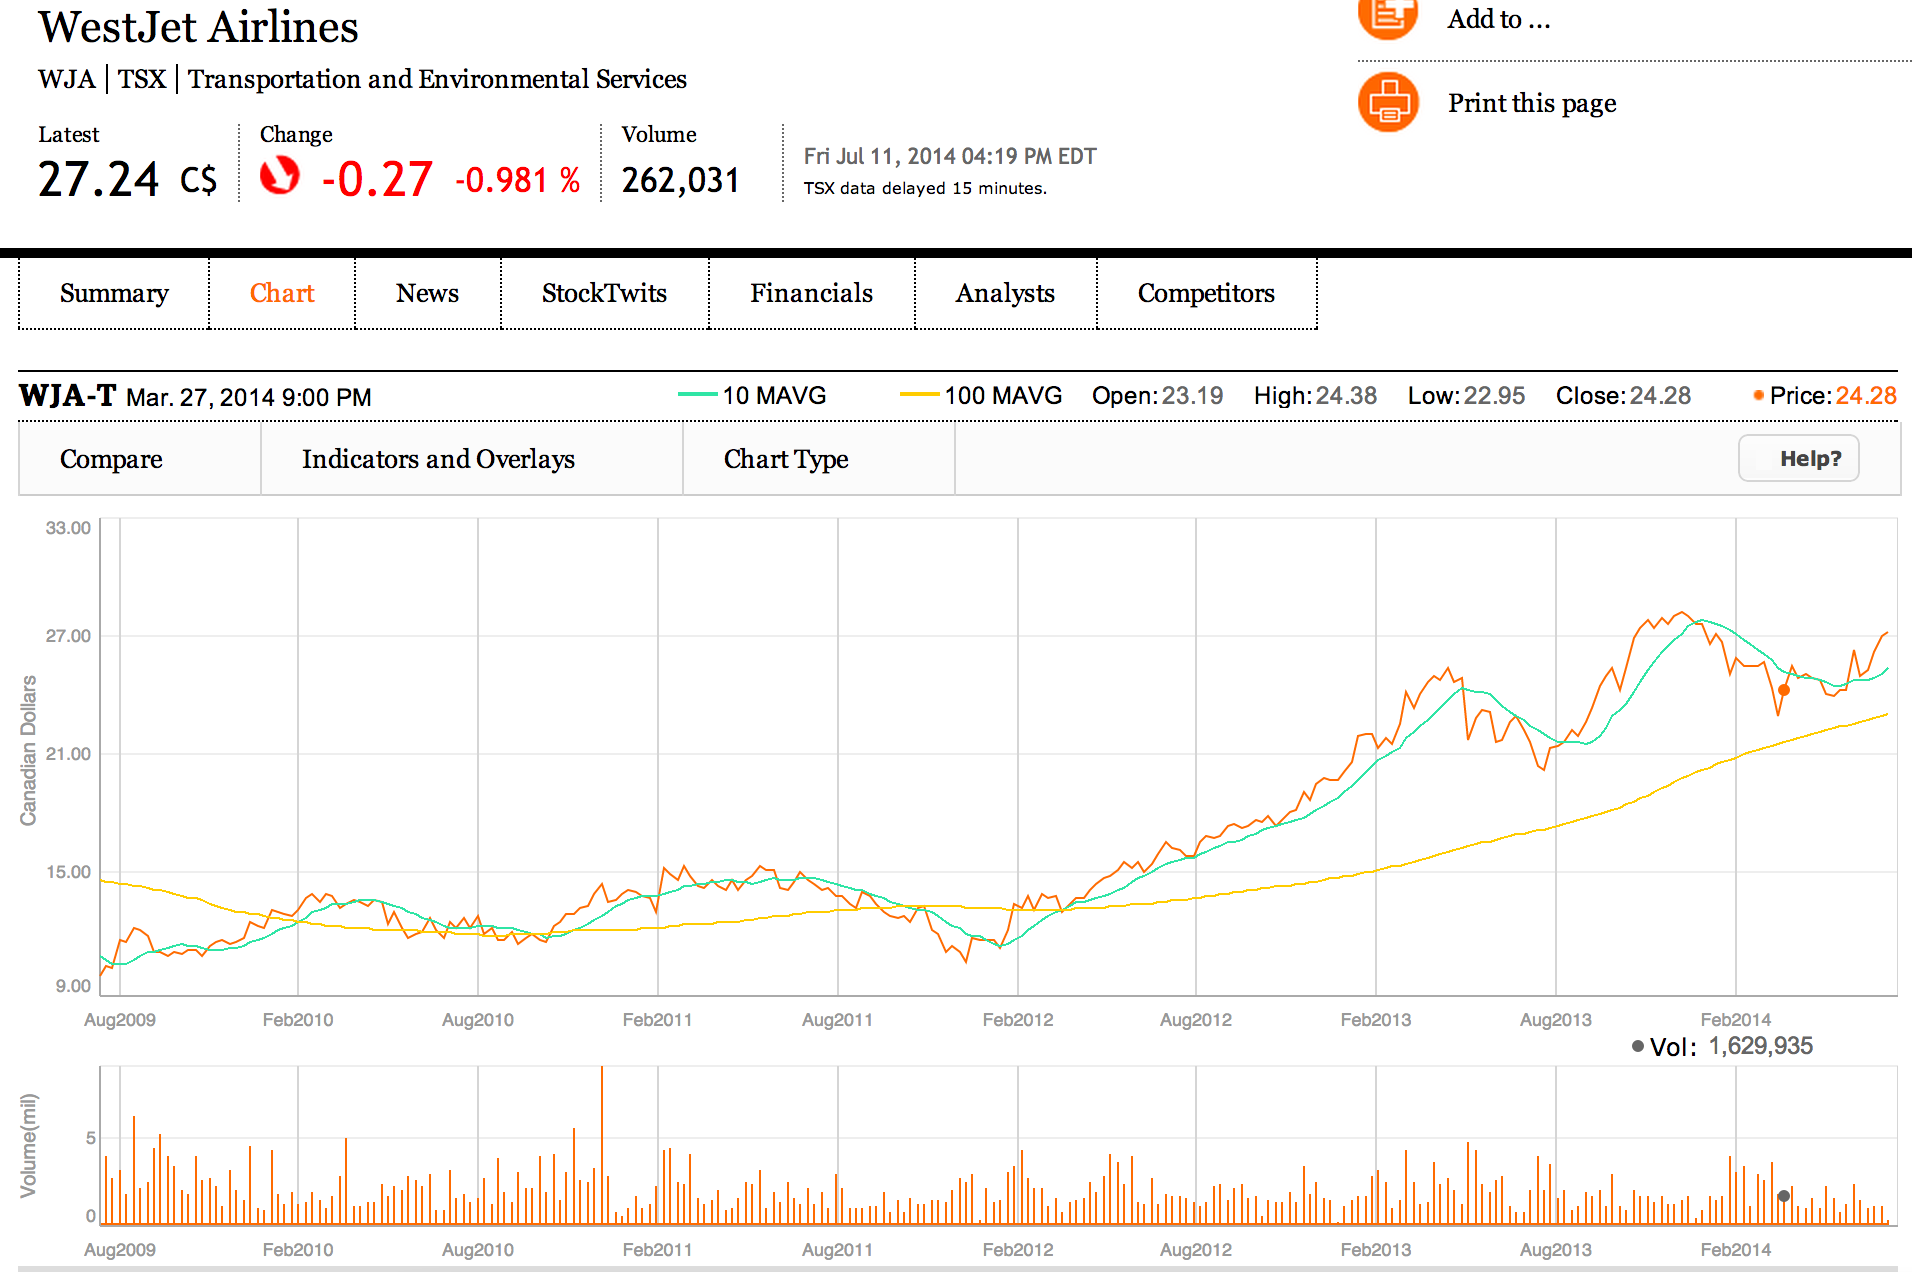 WestJet Airlines
Add to ...
WJA | TSX | Transportation and Environmental Services
Print this page
Latest Change Volume
27.24 C$ -0.27 -0.981 % 262,031
Fri Jul 11, 2014 04:19 PM EDT
TSX data delayed 15 minutes.
Summary Chart News StockTwits Financials Analysts Competitors
WJA-T Mar. 27, 2014 9:00 PM 10 MAVG 100 MAVG Open: 23.19 High: 24.38 Low: 22.95 Close: 24.28 Price: 24.28
Compare Indicators and Overlays Chart Type Help?
33.00
27.00
21.00
15.00
9.00
Canadian Dollars
Aug2009 Feb2010 Aug2010 Feb2011 Aug2011 Feb2012 Aug2012 Feb2013 Aug2013 Feb2014
Vol: 1,629,935
5
0
Volume(mil)
Aug2009 Feb2010 Aug2010 Feb2011 Aug2011 Feb2012 Aug2012 Feb2013 Aug2013 Feb2014